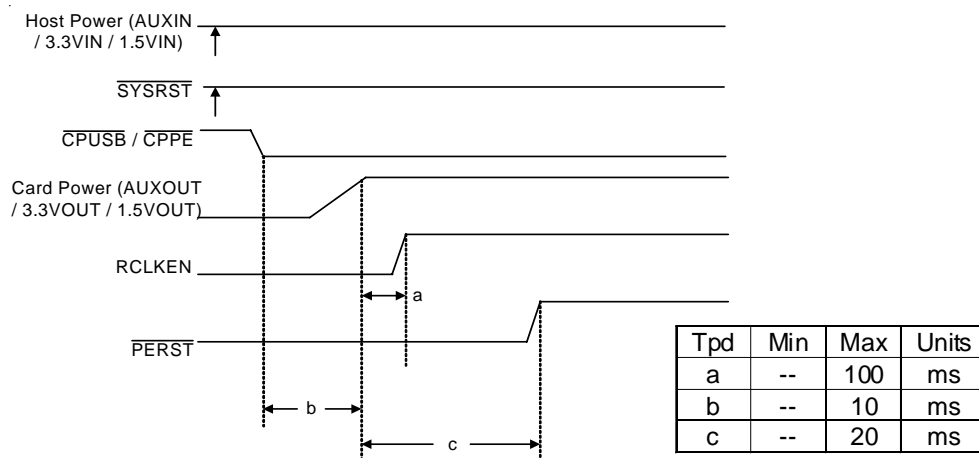 Host Power (AUXIN
/ 3.3VIN / 1.5VIN)
SYSRST
CPUSB / CPPE
Card Power (AUXOUT
/ 3.3VOUT / 1.5VOUT)
RCLKEN
a
PERST
b
c
Tpd Min Max Units
a -- 100 ms
b -- 10 ms
c -- 20 ms